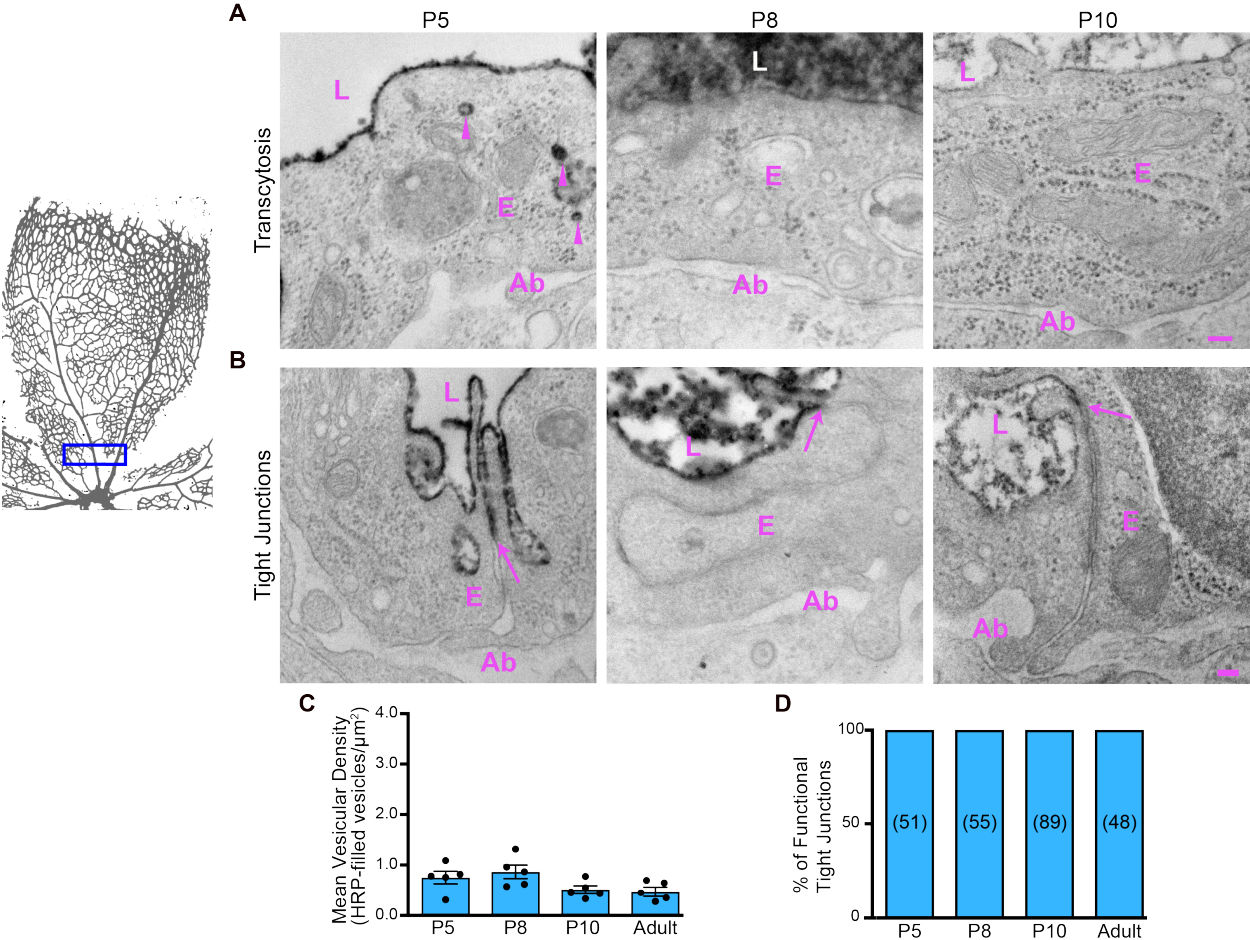 A
P5
P8
P10
Transcytosis
L
E
Ab
L
E
Ab
L
E
Ab
B
Tight Junctions
L
E
Ab
L
E
Ab
L
E
Ab
C
Mean Vesicular Density
(HRP-filled vesicles/μm²)
4.0
3.0
2.0
1.0
0.0
P5
P8
P10
Adult
D
% of Functional
Tight Junctions
100
50
0
(51)
(55)
(89)
(48)
P5
P8
P10
Adult